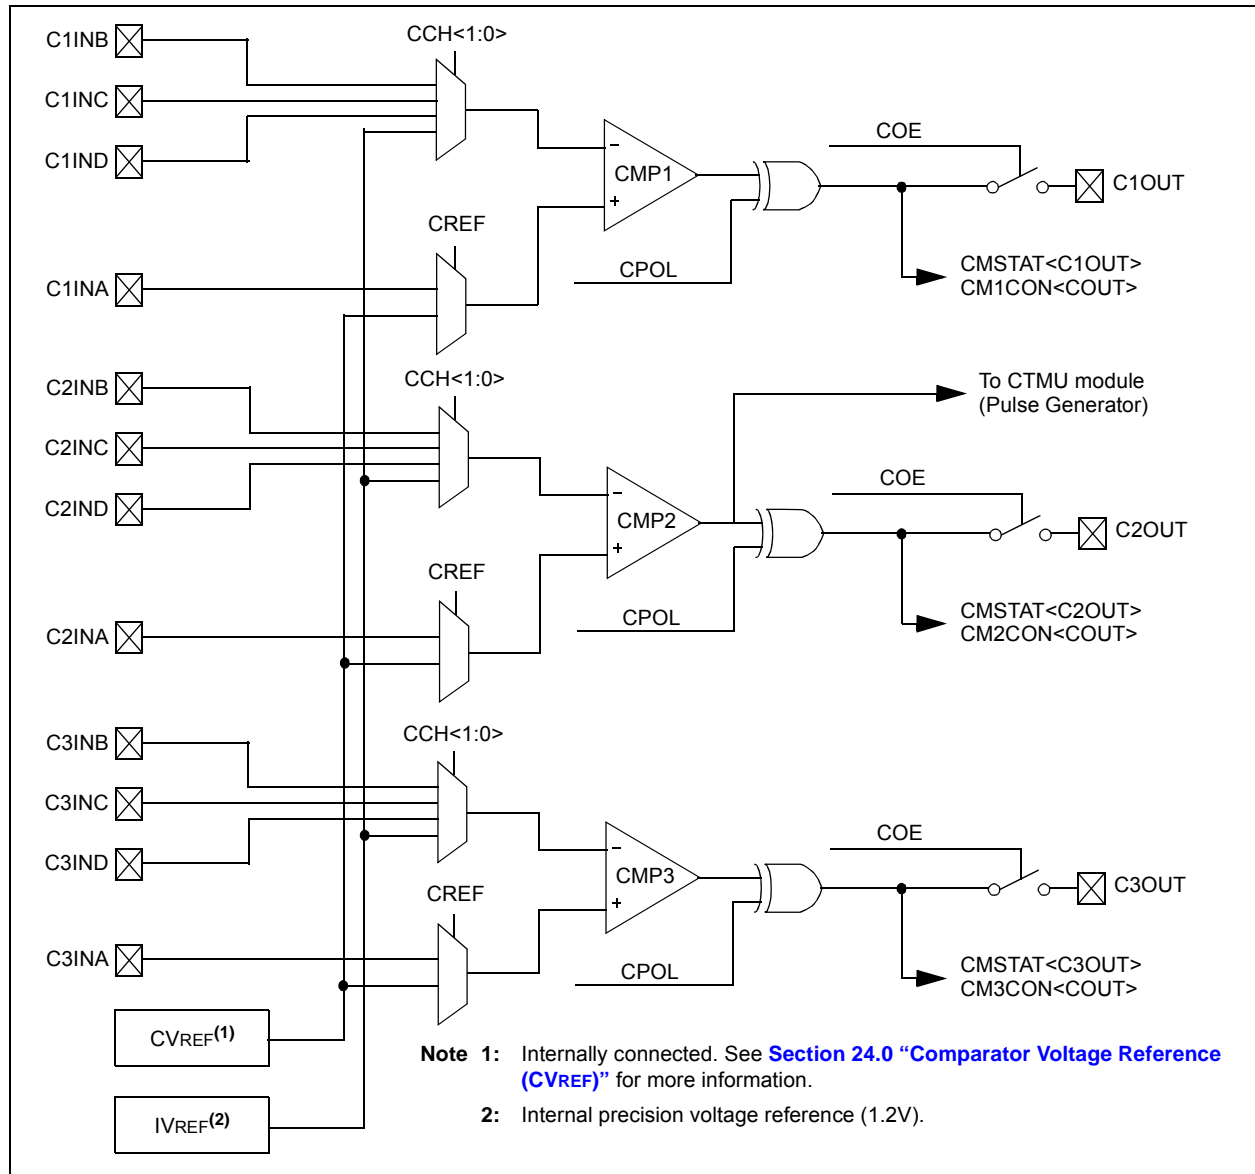 C1INB
CCH<1:0>
C1INC
C1IND
COE
CMP1
−
+
C1OUT
CREF
CPOL
C1INA
CMSTAT<C1OUT>
CM1CON<COUT>
C2INB
CCH<1:0>
To CTMU module
(Pulse Generator)
C2INC
C2IND
COE
CMP2
−
+
C2OUT
CREF
CPOL
C2INA
CMSTAT<C2OUT>
CM2CON<COUT>
C3INB
CCH<1:0>
C3INC
C3IND
COE
CMP3
−
+
C3OUT
CREF
C3INA
CPOL
CMSTAT<C3OUT>
CM3CON<COUT>
CVREF(1)
IVREF(2)
Note 1: Internally connected. See Section 24.0 “Comparator Voltage Reference
(CVREF)” for more information.
2: Internal precision voltage reference (1.2V).